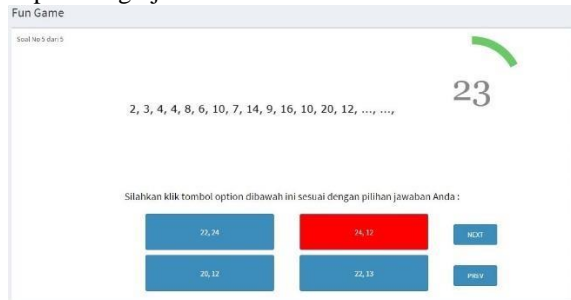 Fun Game
Soal No 5 dari 5
23
2, 3, 4, 4, 8, 6, 10, 7, 14, 9, 16, 10, 20, 12, ..., ...,
Silahkan klik tombol option dibawah ini sesuai dengan pilihan jawaban Anda :
22, 24
24, 12
NEXT
20, 12
22, 13
PREV